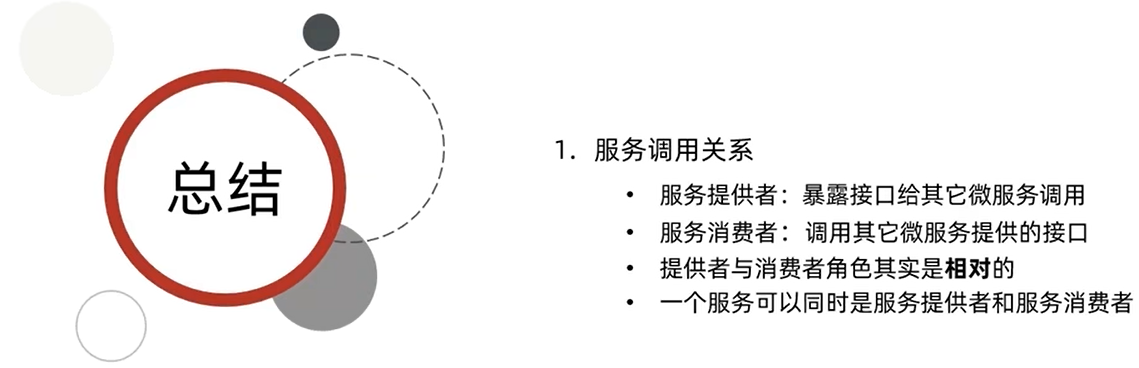 总结
1. 服务调用关系
• 服务提供者：暴露接口给其它微服务调用
• 服务消费者：调用其它微服务提供的接口
• 提供者与消费者角色其实是相对的
• 一个服务可以同时是服务提供者和服务消费者